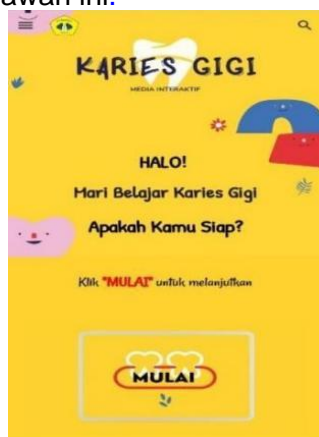 awah ini.
KARIES GIGI
MEDIA INTERAKTIF
HALO!
Mari Belajar Karies Gigi
Apakah Kamu Siap?
Klik "MULAI" untuk melanjutkan
MULAI